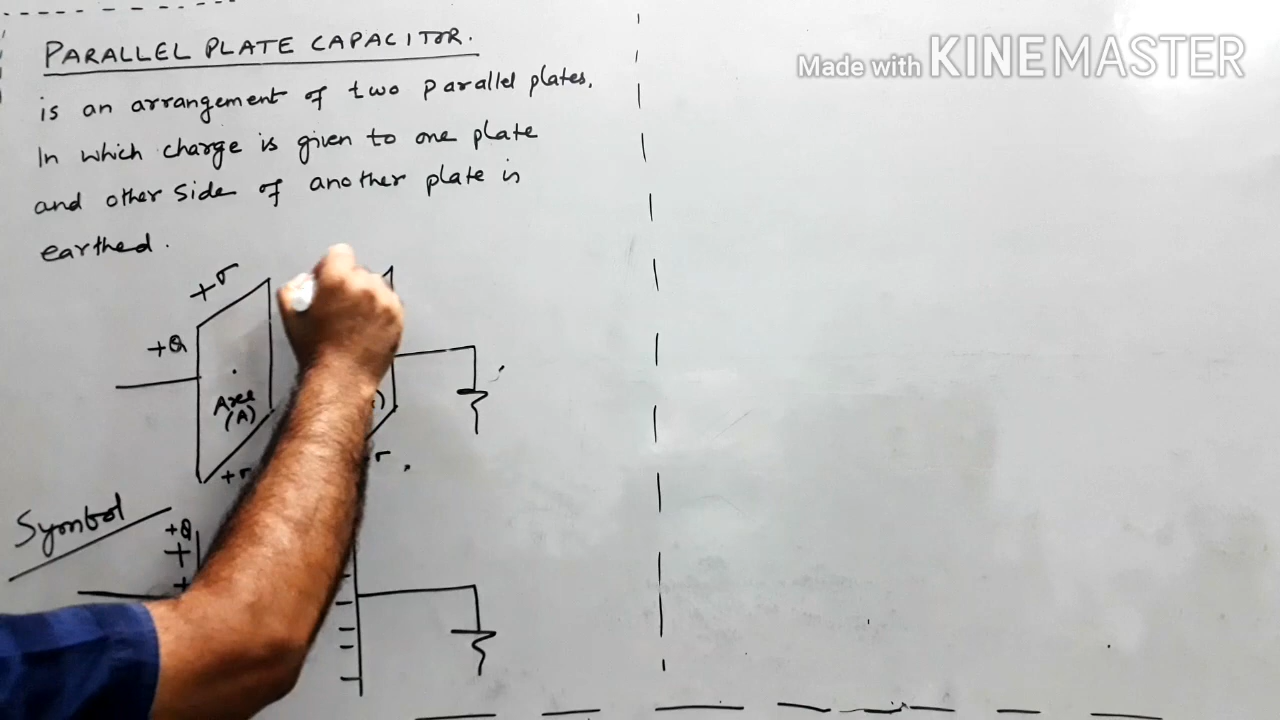 PARALLEL PLATE CAPACITOR.
Made with KINEMASTER
is an arrangement of two parallel plates.
In which charge is given to one plate
and other side of another plate is
earthed.
+σ
+Q
Area
(A)
+σ
σ
Symbol
+Q
+
+